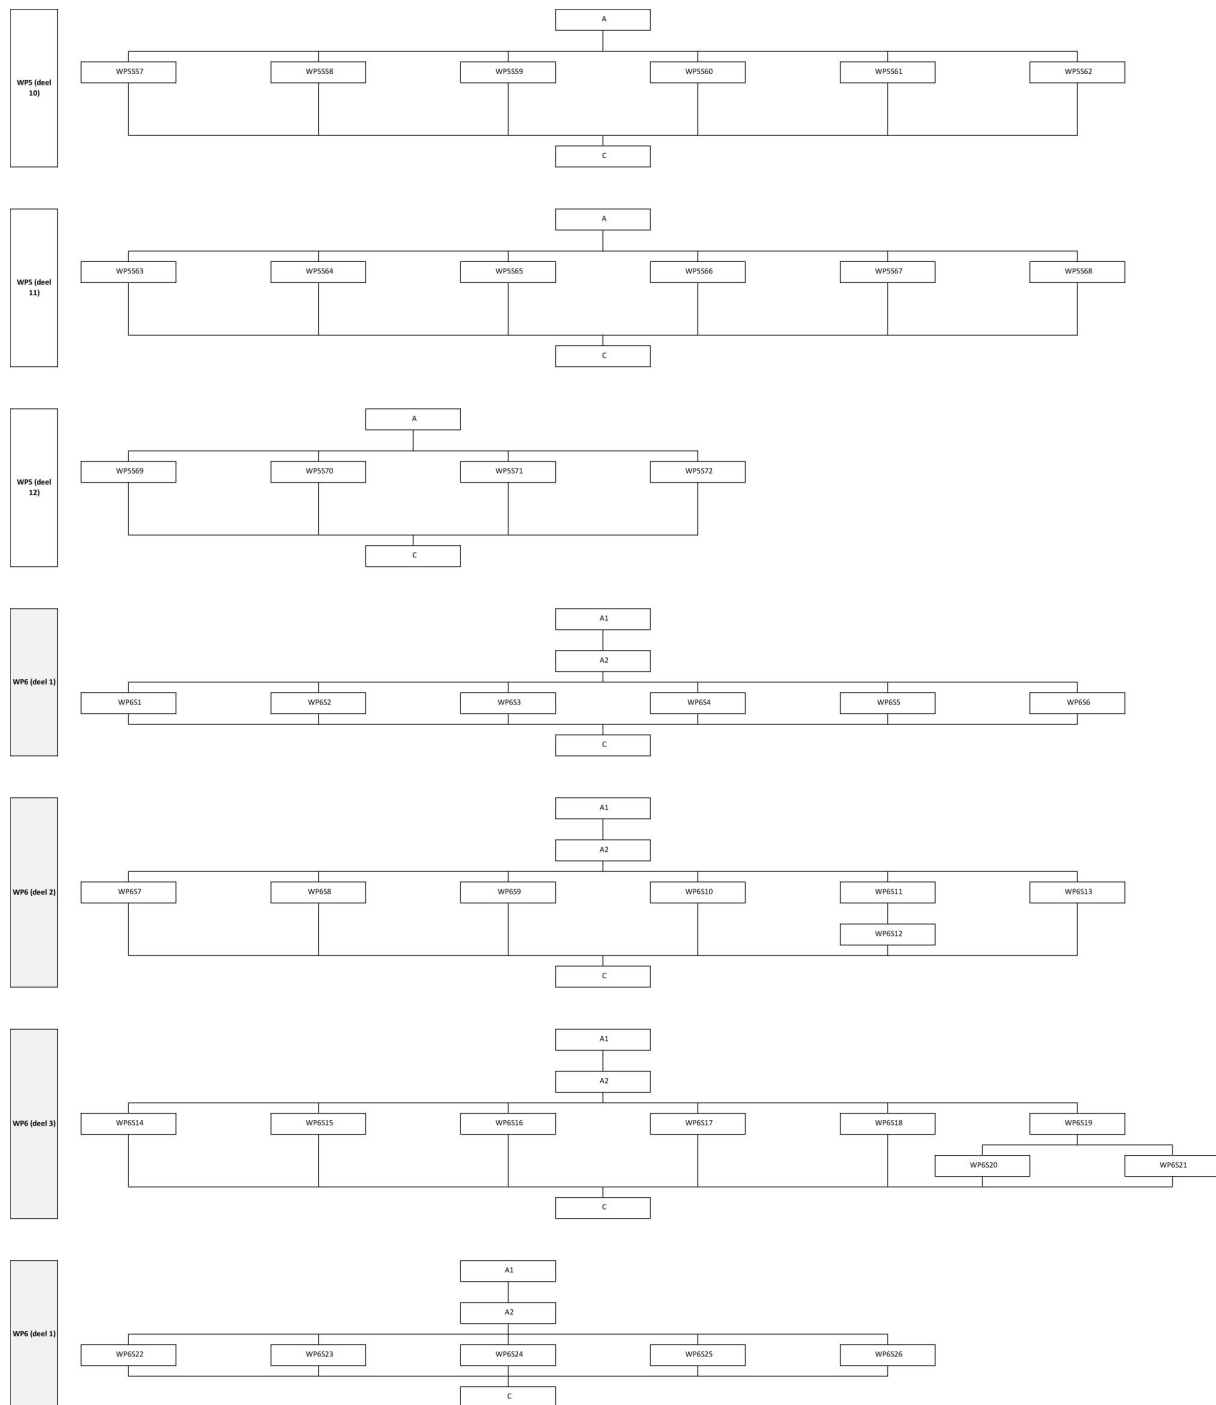 A
WP5 (deel
10)
WP5S57 WP5S58 WP5S59 WP5S60 WP5S61 WP5S62
C
A
WP5 (deel
11)
WP5S63 WP5S64 WP5S65 WP5S66 WP5S67 WP5S68
C
A
WP5 (deel
12)
WP5S69 WP5S70 WP5S71 WP5S72
C
A1
A2
WP6 (deel 1)
WP6S1 WP6S2 WP6S3 WP6S4 WP6S5 WP6S6
C
A1
A2
WP6 (deel 2)
WP6S7 WP6S8 WP6S9 WP6S10 WP6S11 WP6S13
WP6S12
C
A1
A2
WP6 (deel 3)
WP6S14 WP6S15 WP6S16 WP6S17 WP6S18 WP6S19
WP6S20 WP6S21
C
A1
A2
WP6 (deel 1)
WP6S22 WP6S23 WP6S24 WP6S25 WP6S26
C